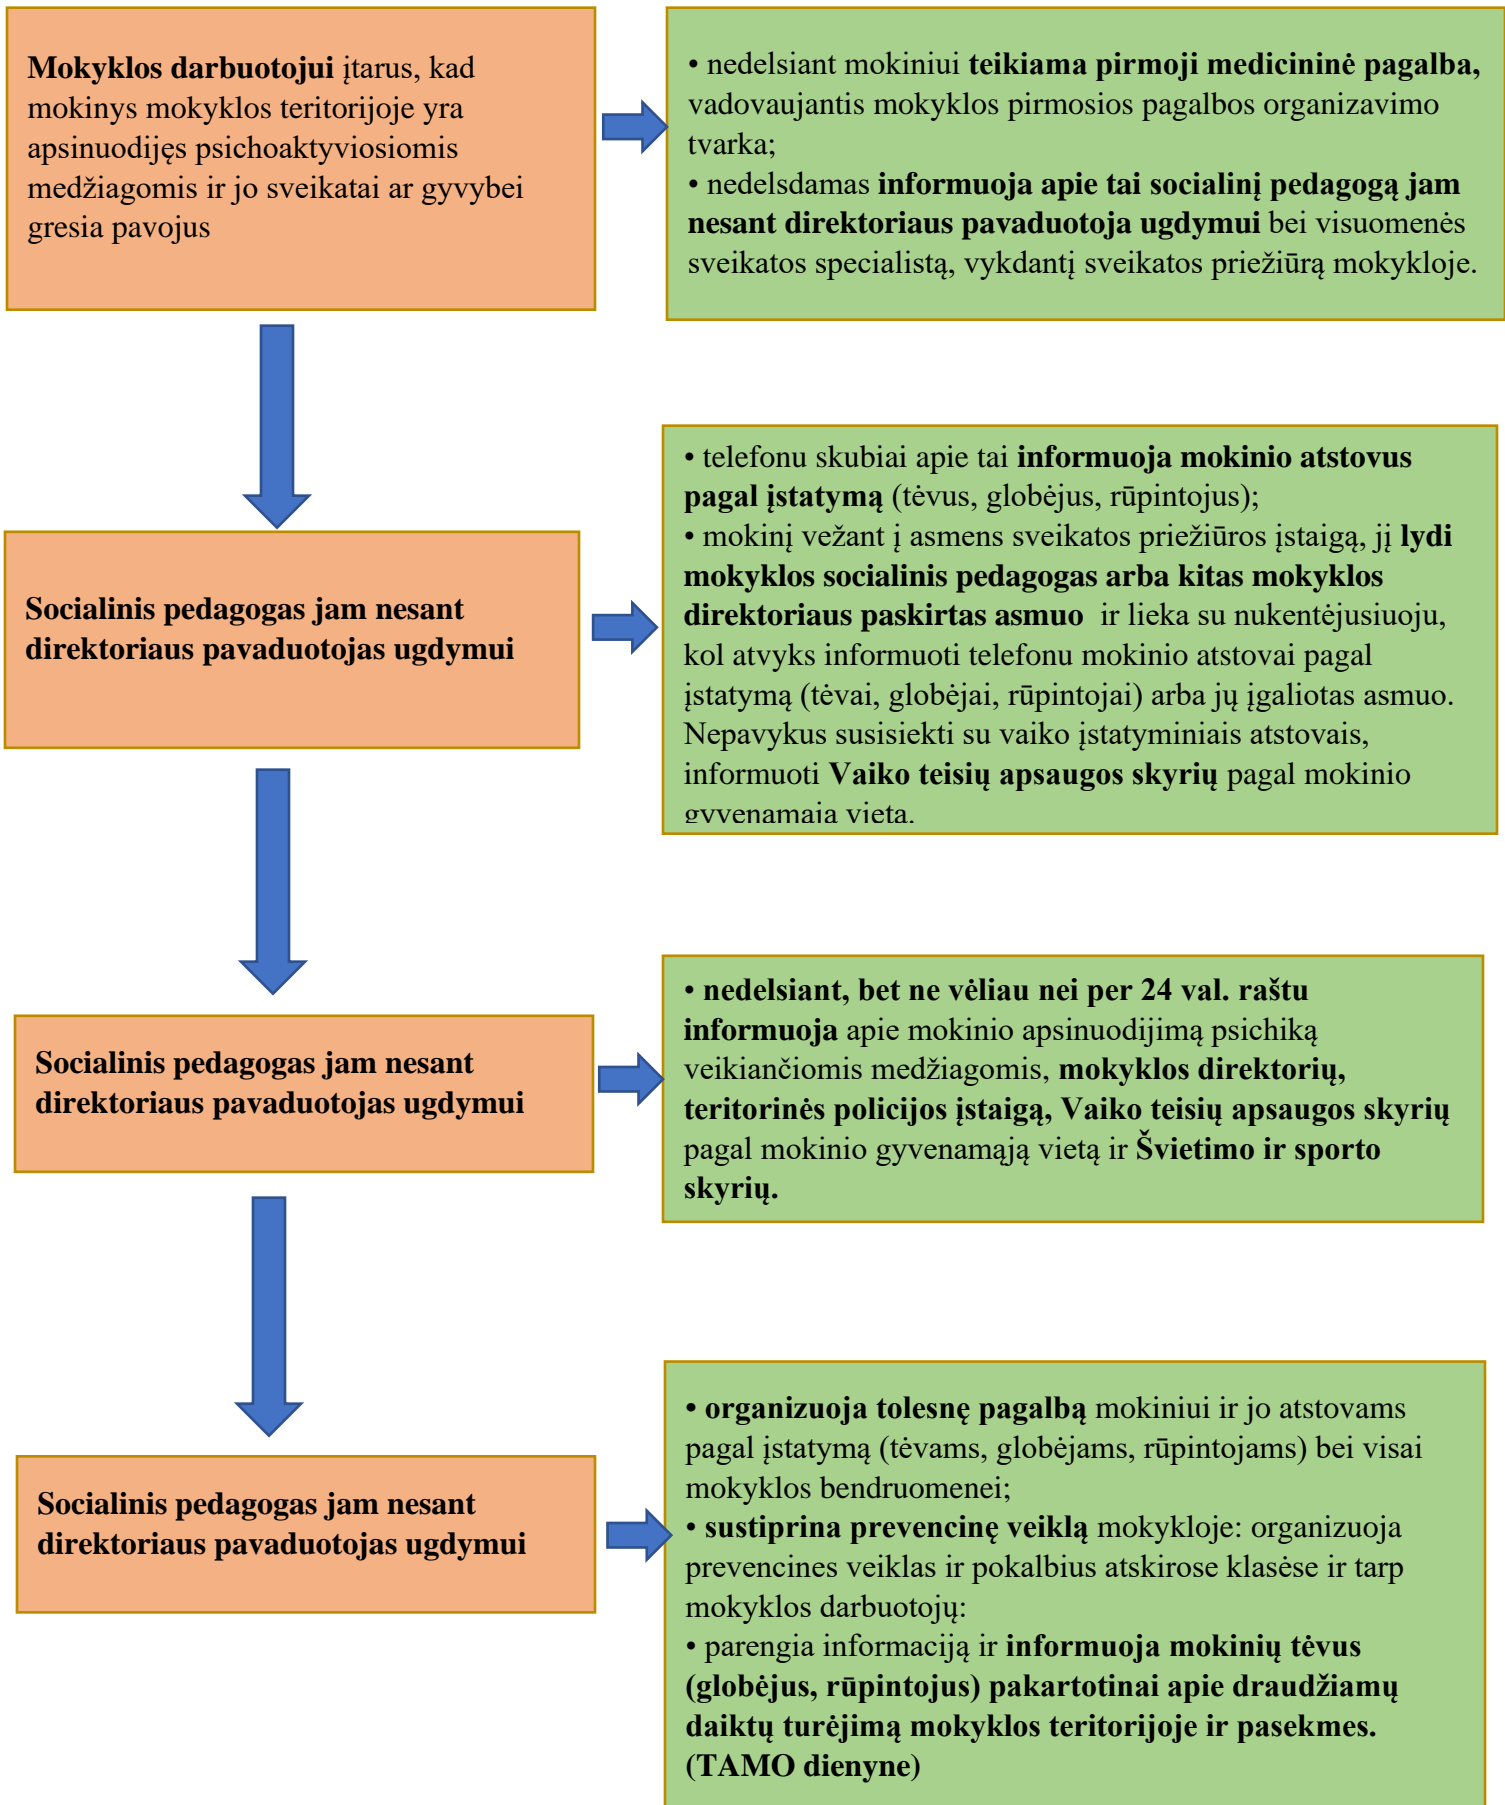 Mokyklos darbuotojui įtarus, kad
mokinys mokyklos teritorijoje yra
apsinuodijęs psichoaktyviosiomis
medžiagomis ir jo sveikatai ar gyvybei
gresia pavojus
• nedelsiant mokiniui teikiama pirmoji medicininė pagalba,
vadovaujantis mokyklos pirmosios pagalbos organizavimo
tvarka;
• nedelsdamas informuoja apie tai socialinį pedagogą jam
nesant direktoriaus pavaduotoja ugdymui bei visuomenės
sveikatos specialistą, vykdantį sveikatos priežiūrą mokykloje.
Socialinis pedagogas jam nesant
direktoriaus pavaduotojas ugdymui
• telefonu skubiai apie tai informuoja mokinio atstovus
pagal įstatymą (tėvus, globėjus, rūpintojus);
• mokinį vežant į asmens sveikatos priežiūros įstaigą, jį lydi
mokyklos socialinis pedagogas arba kitas mokyklos
direktoriaus paskirtas asmuo ir lieka su nukentėjusiuoju,
kol atvyks informuoti telefonu mokinio atstovai pagal
įstatymą (tėvai, globėjai, rūpintojai) arba jų įgaliotas asmuo.
Nepavykus susisiekti su vaiko įstatyminiais atstovais,
informuoti Vaiko teisių apsaugos skyrių pagal mokinio
gyvenamąją vietą.
Socialinis pedagogas jam nesant
direktoriaus pavaduotojas ugdymui
• nedelsiant, bet ne vėliau nei per 24 val. raštu
informuoja apie mokinio apsinuodijimą psichiką
veikiančiomis medžiagomis, mokyklos direktorių,
teritorinės policijos įstaigą, Vaiko teisių apsaugos skyrių
pagal mokinio gyvenamąją vietą ir Švietimo ir sporto
skyrių.
Socialinis pedagogas jam nesant
direktoriaus pavaduotojas ugdymui
• organizuoja tolesnę pagalbą mokiniui ir jo atstovams
pagal įstatymą (tėvams, globėjams, rūpintojams) bei visai
mokyklos bendruomenei;
• sustiprina prevencinę veiklą mokykloje: organizuoja
prevencines veiklas ir pokalbius atskirose klasėse ir tarp
mokyklos darbuotojų:
• parengia informaciją ir informuoja mokinių tėvus
(globėjus, rūpintojus) pakartotinai apie draudžiamų
daiktų turėjimą mokyklos teritorijoje ir pasekmes.
(TAMO dienyne)